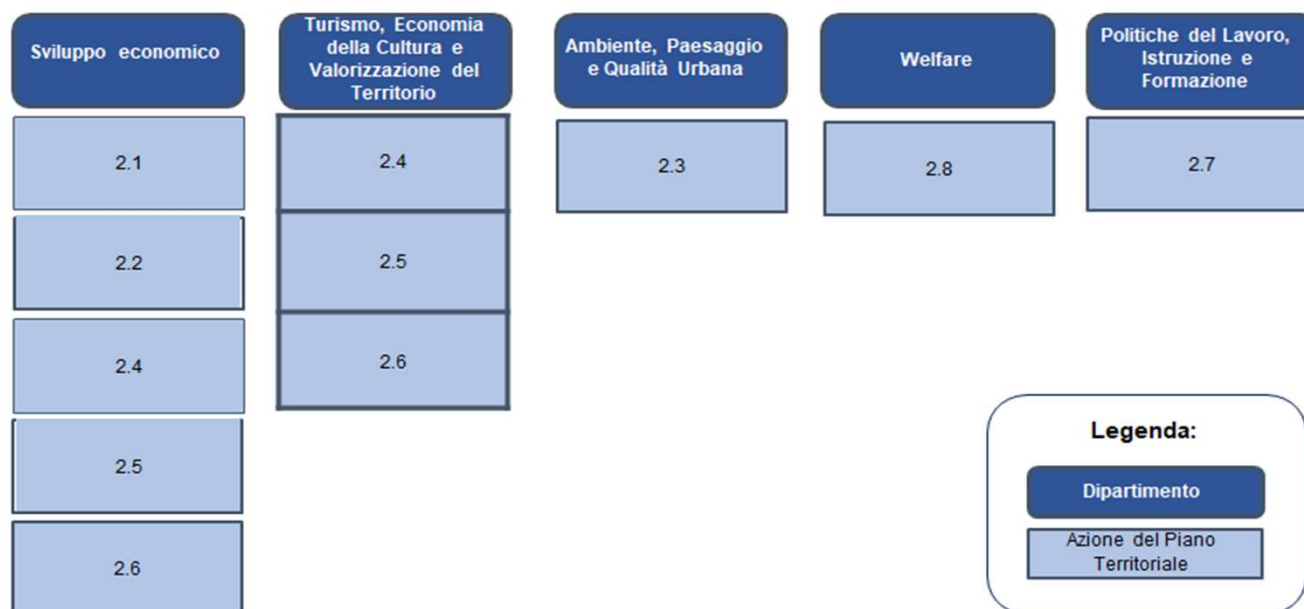 Sviluppo economico
Turismo, Economia
della Cultura e
Valorizzazione del
Territorio
Ambiente, Paesaggio
e Qualità Urbana
Welfare
Politiche del Lavoro,
Istruzione e
Formazione
2.1
2.4
2.3
2.8
2.7
2.2
2.5
2.4
2.6
2.5
2.6
Legenda:
Dipartimento
Azione del Piano
Territoriale